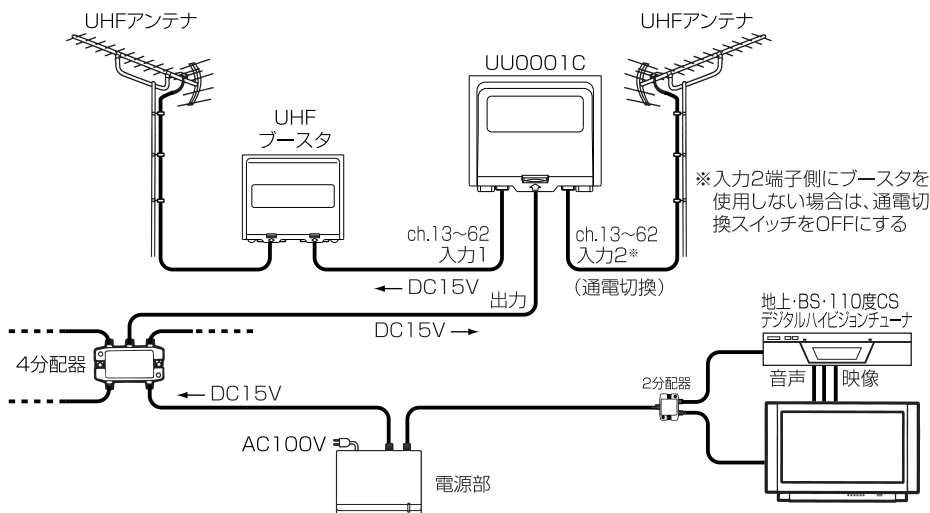 UHFアンテナ
UHFアンテナ
UU0001C
UHF
ブースタ
※入力2端子側にブースタを
使用しない場合は、通電切
換スイッチをOFFにする
ch.13~62
入力1
ch.13~62
入力2※
(通電切換)
←DC15V
出力
DC15V→
地上・BS・110度CS
デジタルハイビジョンチューナ
4分配器
音声
映像
2分配器
←DC15V
AC100V
電源部